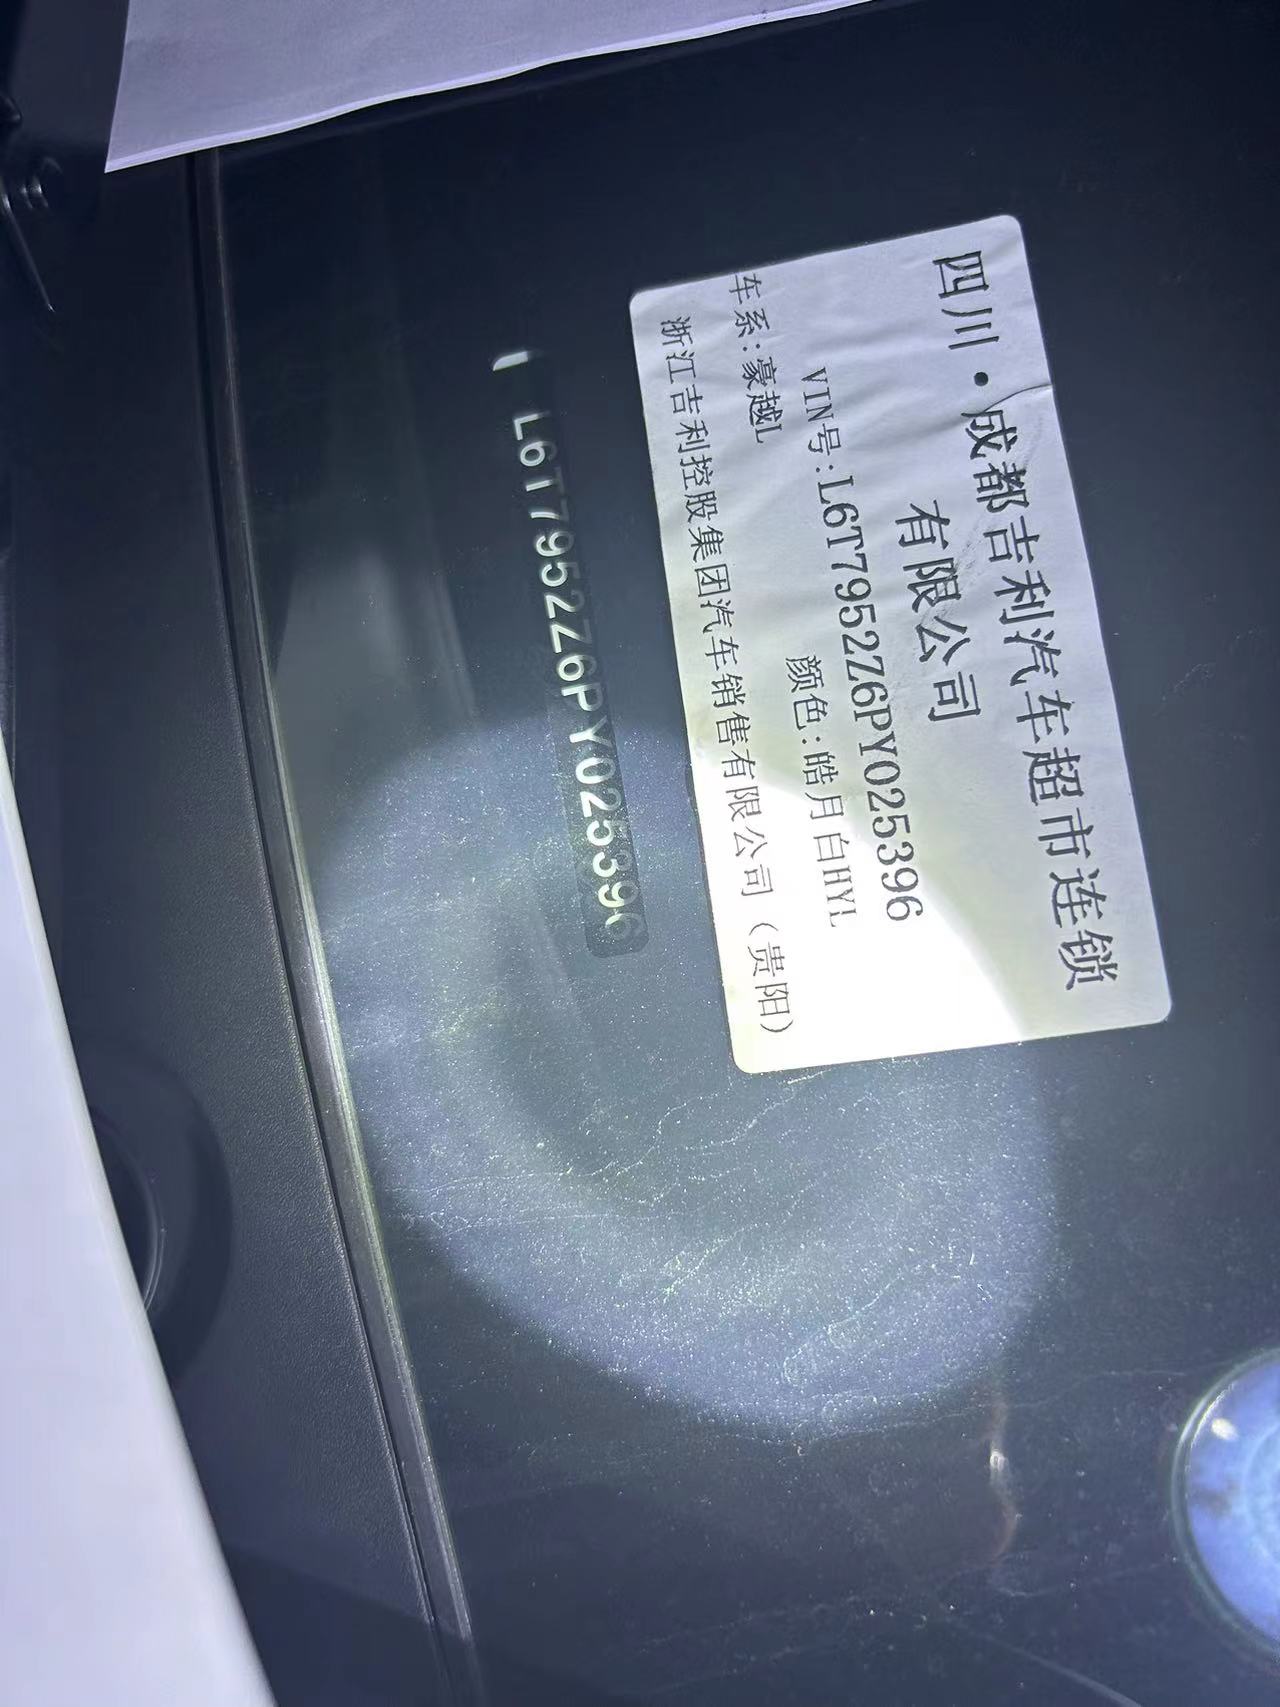 四川·成都吉利汽车超市连锁
有限公司
VIN号:L6T7952Z6PY025396
车系:豪越L 颜色:皓月白HYL
浙江吉利控股集团汽车销售有限公司（贵阳）
L6T7952Z6PY025396